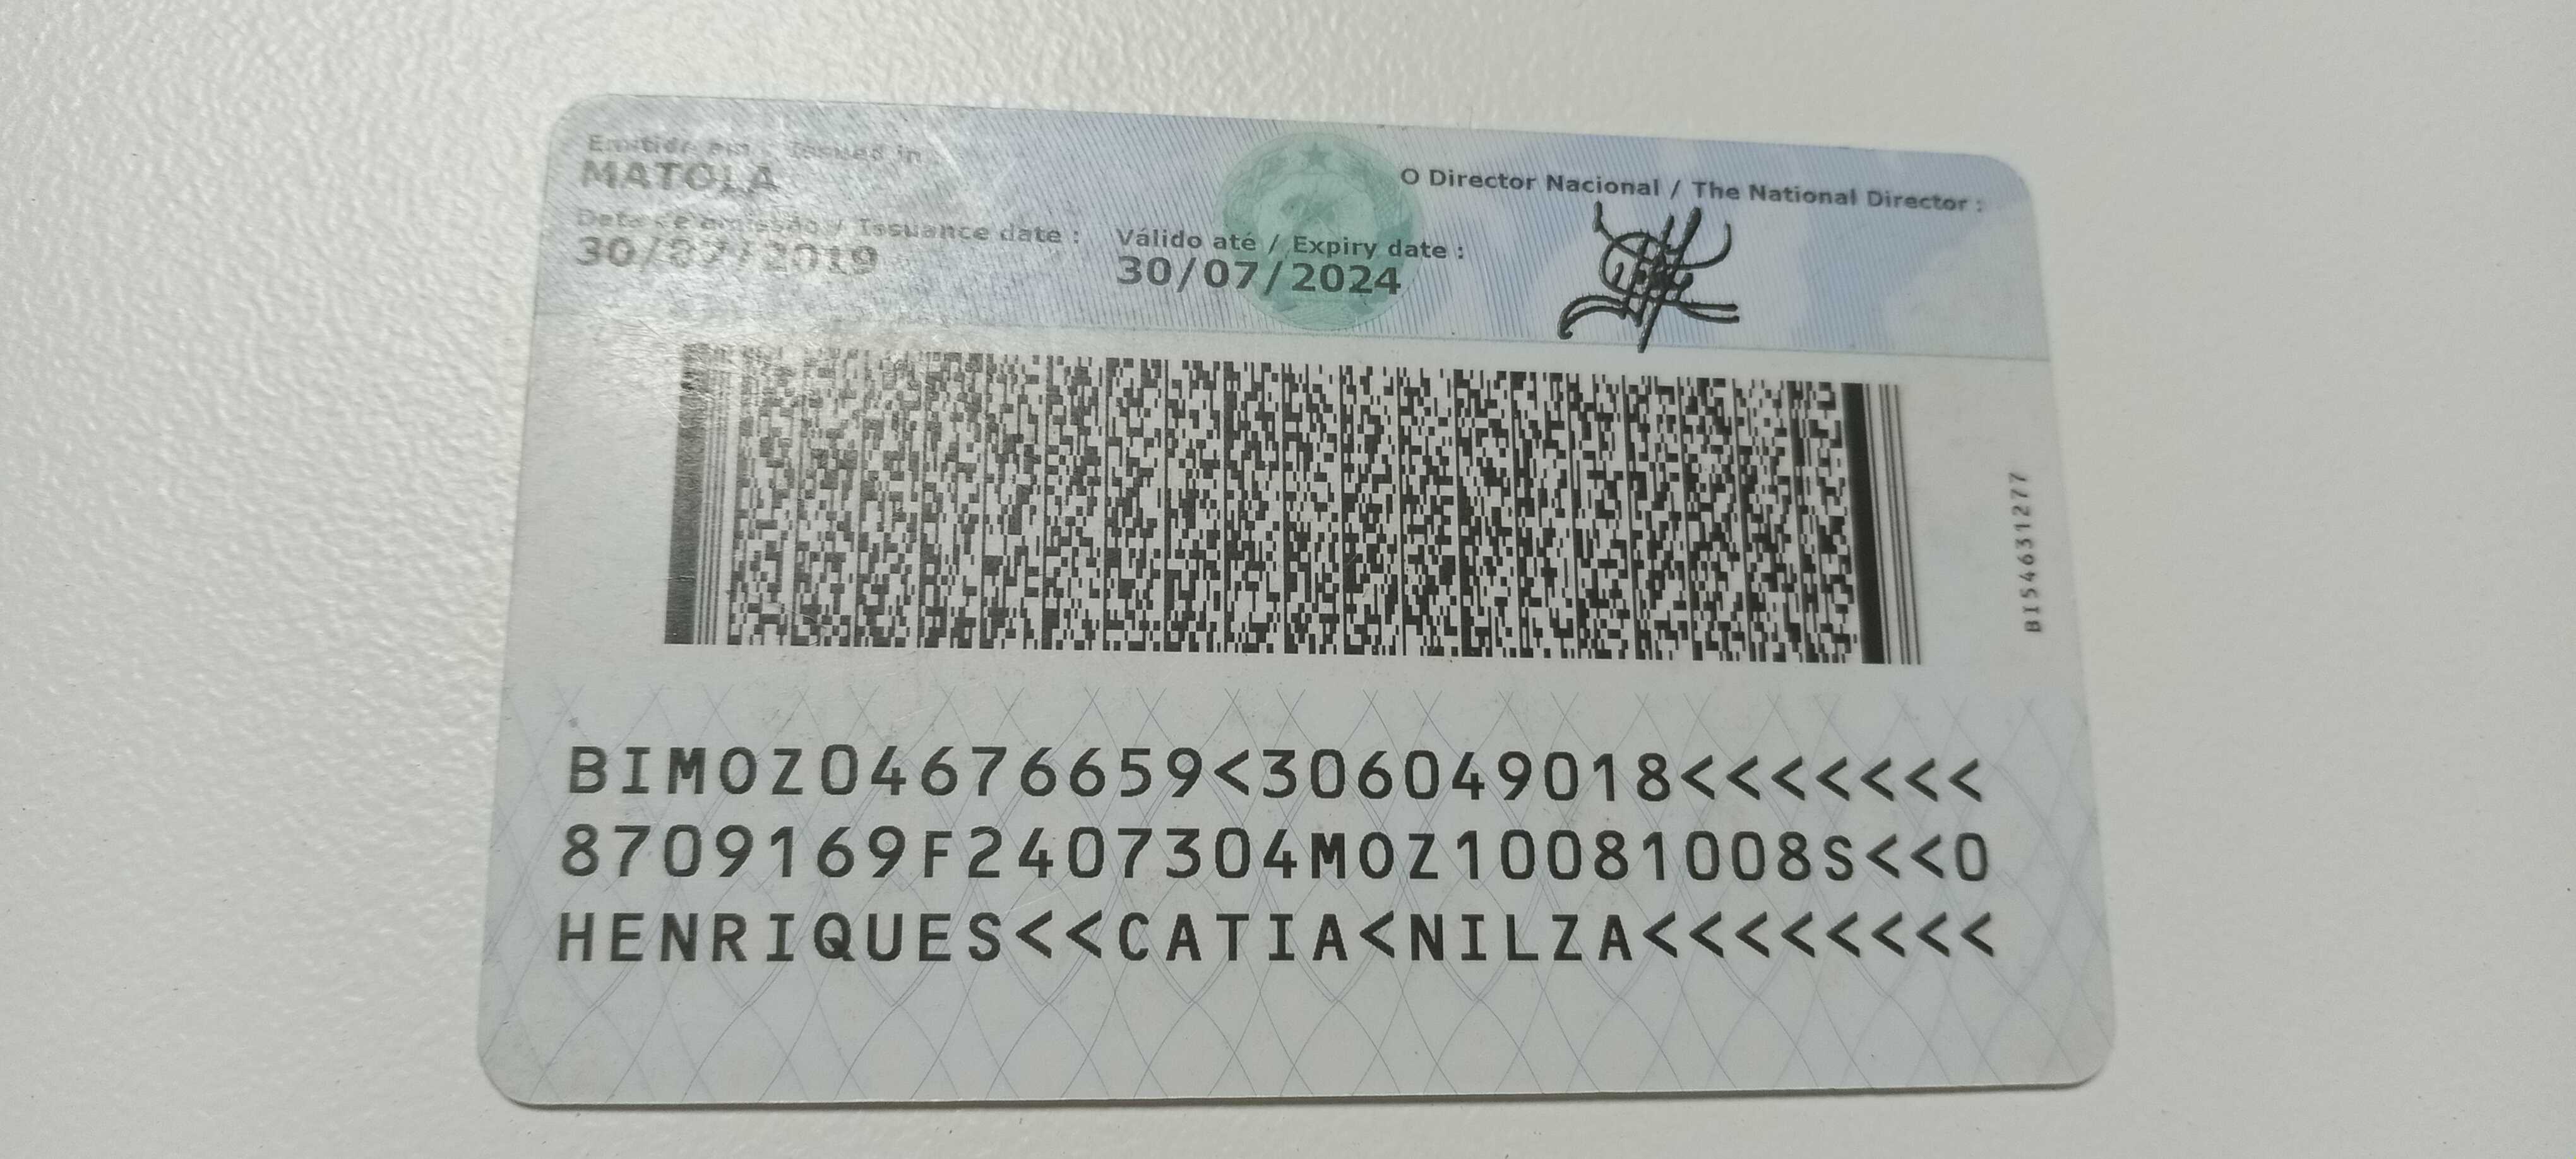 Emitido em / Issued in
MATOLA
O Director Nacional / The National Director :
Data de emissão / Issuance date :
30/07/2019
Válido até / Expiry date :
30/07/2024
BI54631277
BIMOZ04676659<306049018<<<<<<<
8709169F2407304MOZ10081008S<<0
HENRIQUES<<CATIA<NILZA<<<<<<<<